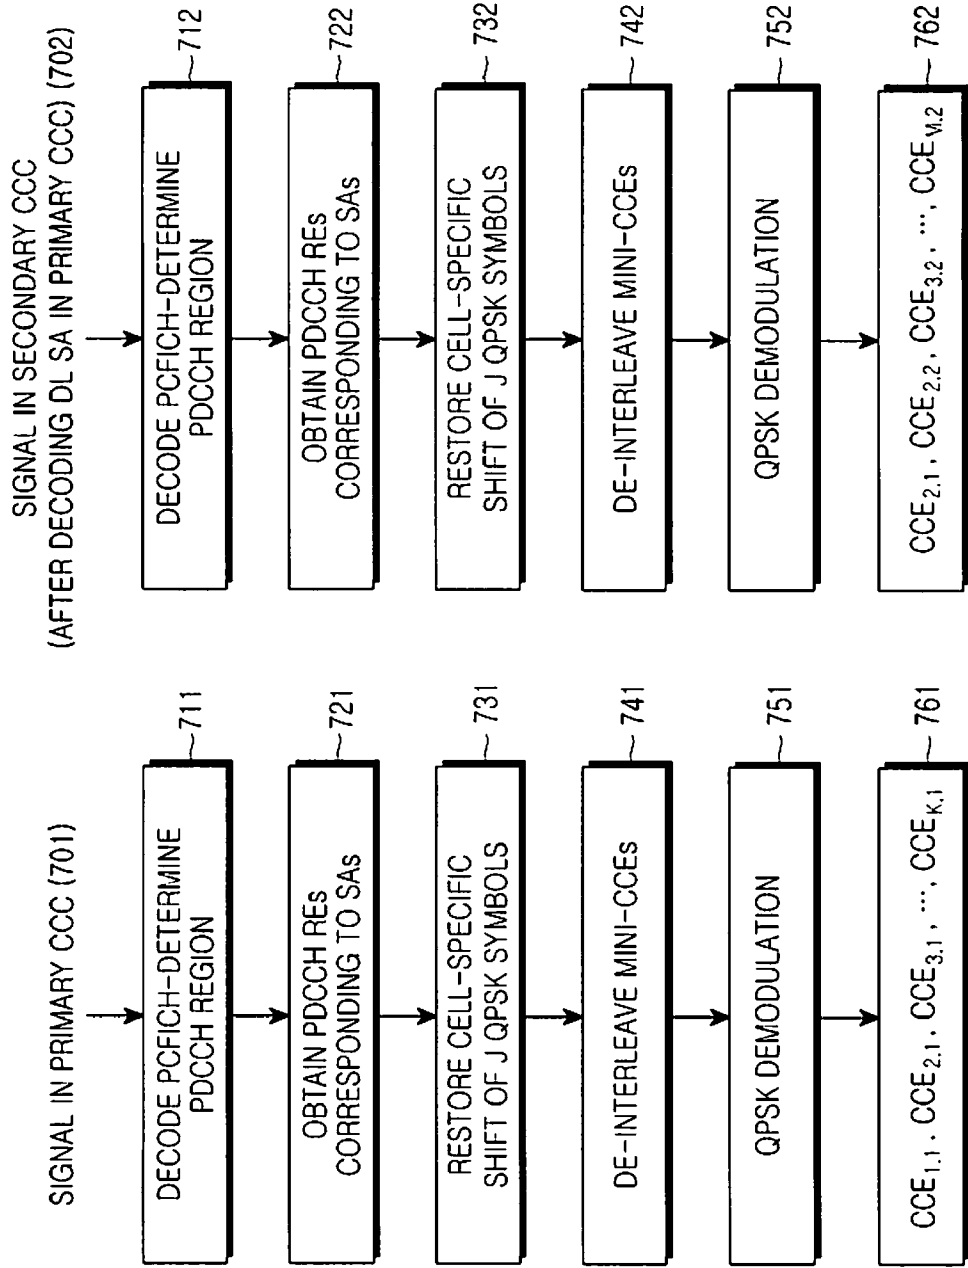 SIGNAL IN PRIMARY CCC (701)
DECODE PCFICH-DETERMINE
PDCCH REGION
711
OBTAIN PDCCH REs
CORRESPONDING TO SAs
721
RESTORE CELL-SPECIFIC
SHIFT OF J QPSK SYMBOLS
731
DE-INTERLEAVE MINI-CCEs
741
QPSK DEMODULATION
751
CCE1.1, CCE2.1, CCE3.1, ..., CCEK.1
761
SIGNAL IN SECONDARY CCC
(AFTER DECODING DL SA IN PRIMARY CCC) (702)
DECODE PCFICH-DETERMINE
PDCCH REGION
712
OBTAIN PDCCH REs
CORRESPONDING TO SAs
722
RESTORE CELL-SPECIFIC
SHIFT OF J QPSK SYMBOLS
732
DE-INTERLEAVE MINI-CCEs
742
QPSK DEMODULATION
752
CCE2.1, CCE2.2, CCE3.2, ..., CCEM.2
762